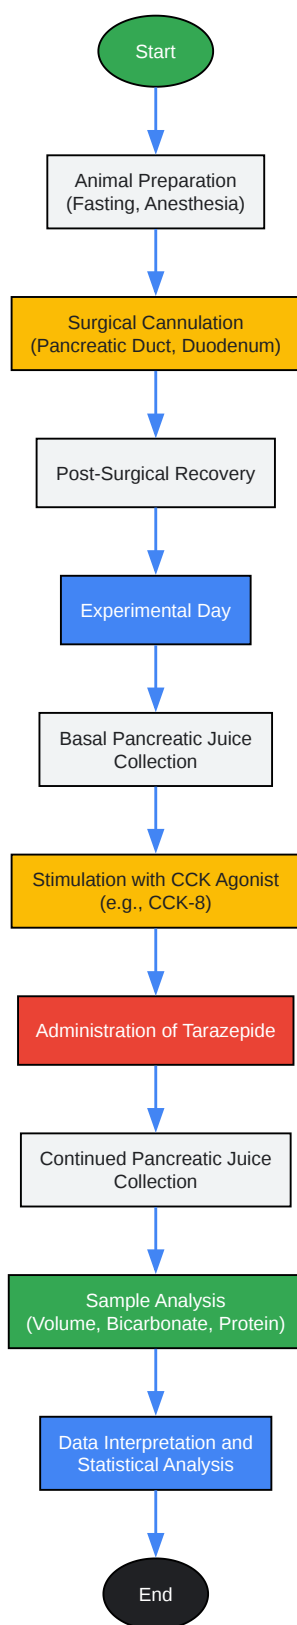 Start
Animal Preparation
(Fasting, Anesthesia)
Surgical Cannulation
(Pancreatic Duct, Duodenum)
Post-Surgical Recovery
Experimental Day
Basal Pancreatic Juice
Collection
Stimulation with CCK Agonist
(e.g., CCK-8)
Administration of Tarazepide
Continued Pancreatic Juice
Collection
Sample Analysis
(Volume, Bicarbonate, Protein)
Data Interpretation and
Statistical Analysis
End